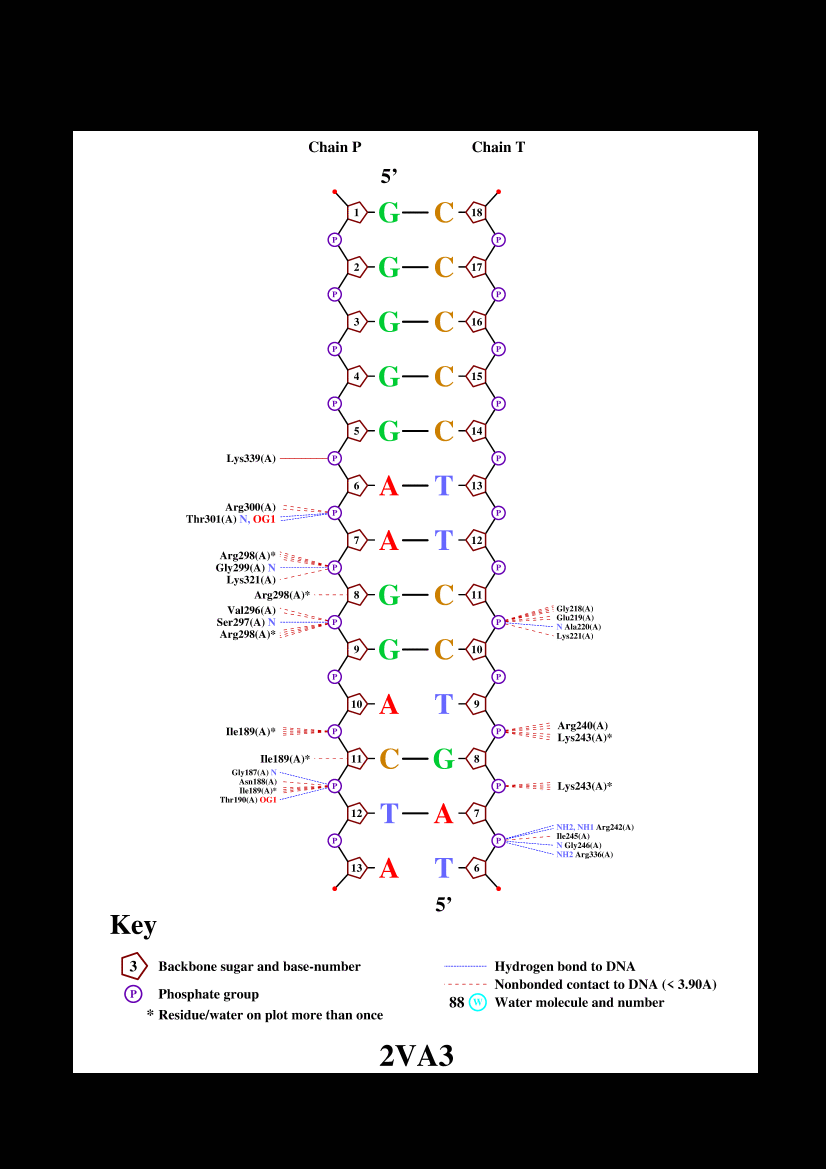 Chain P Chain T
5’
1 G C 18
P P
2 G C 17
P P
3 G C 16
P P
4 G C 15
P P
5 G C 14
Lys339(A) P P
6 A T 13
Arg300(A)
P P
Thr301(A) N, OG1
7 A T 12
Arg298(A)*
Gly299(A) N P P
Lys321(A)
Arg298(A)* 8 G C 11
Val296(A) Gly218(A)
Glu219(A)
Ser297(A) N P P
N Ala220(A)
Arg298(A)* Lys221(A)
9 G C 10
P P
10 A T 9
Arg240(A)
Ile189(A)* P P
Lys243(A)*
Ile189(A)* 11 C G 8
Gly187(A) N
Asn188(A)
P P Lys243(A)*
Ile189(A)*
Thr190(A) OG1
12 T A 7
NH2, NH1 Arg242(A)
Ile245(A)
P P
N Gly246(A)
NH2 Arg336(A)
13 A T 6
5’
Key
3 Backbone sugar and base-number
Hydrogen bond to DNA
Nonbonded contact to DNA (< 3.90A)
P Phosphate group
88 W Water molecule and number
* Residue/water on plot more than once
2VA3